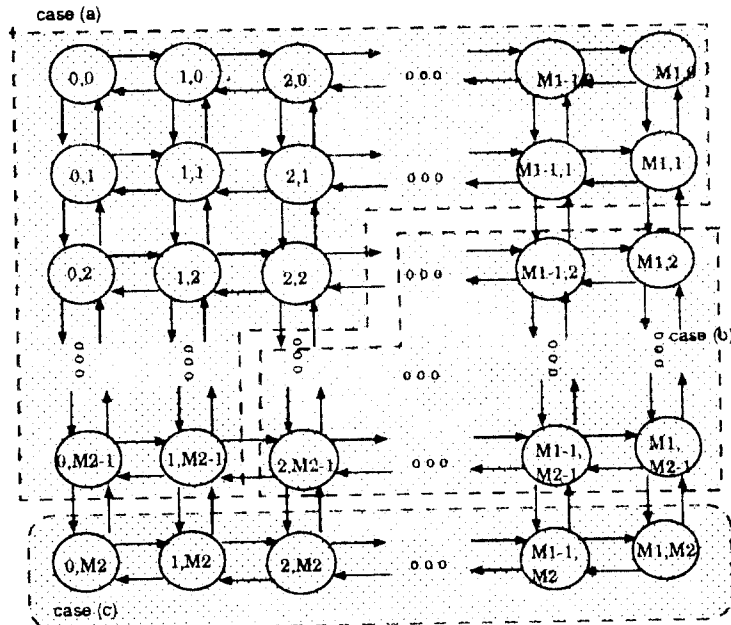 case (a)
0,0 1,0 2,0 o o o M1-1,0 M1,0
0,1 1,1 2,1 o o o M1-1,1 M1,1
0,2 1,2 2,2 o o o M1-1,2 M1,2
o o o o o o o o o o o o o o o o o o case (b)
0,M2-1 1,M2-1 2,M2-1 M1-1, M2-1 M1, M2-1
0,M2 1,M2 2,M2 o o o M1-1, M2 M1,M2
case (c)